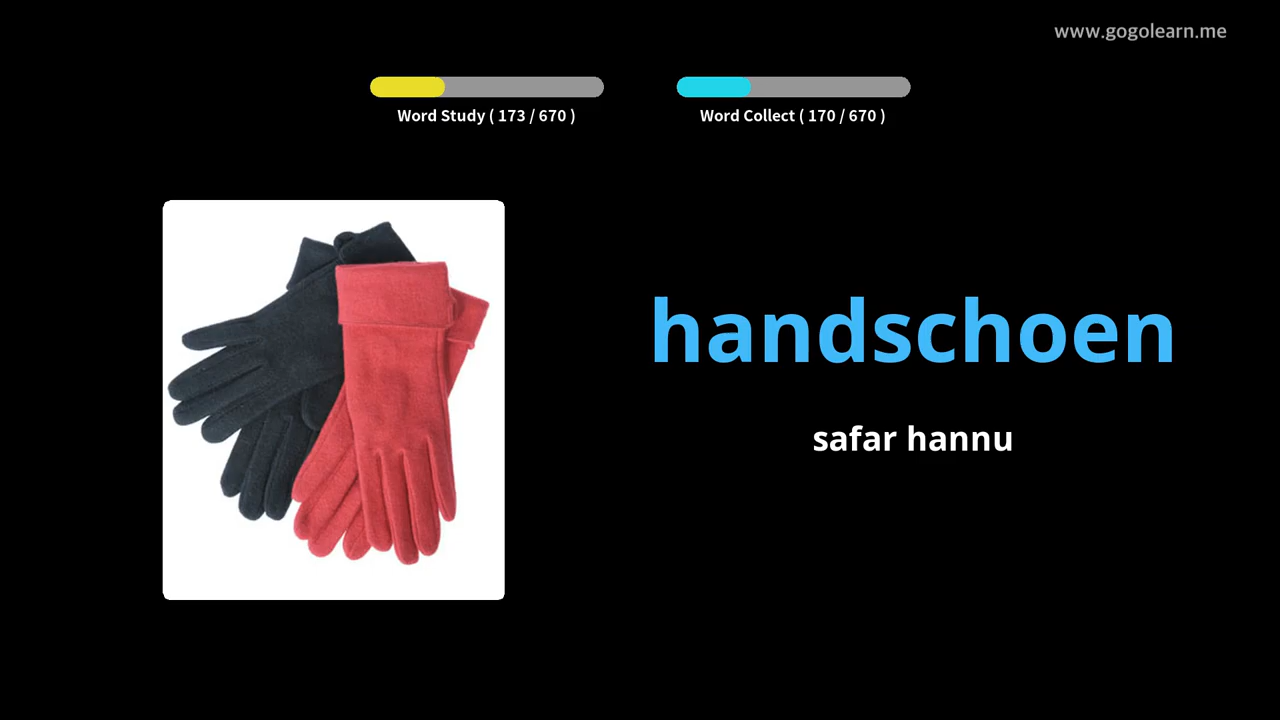 www.gogolearn.me
Word Study ( 173 / 670 )
Word Collect ( 170 / 670 )
handschoen
safar hannu